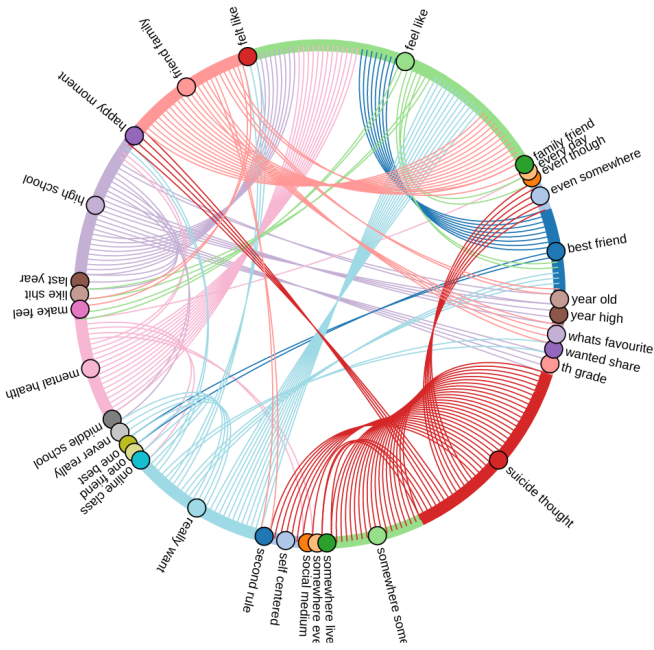 felt like
feel like
friend family
happy moment
high school
last year
like shit
make feel
mental health
middle school
never really
one best
one friend
online class
really want
second rule
self centered
social medium
somewhere eve
somewhere live
somewhere some
suicide thought
th grade
wanted share
whats favourite
year high
year old
best friend
even somewhere
even though
every day
family friend